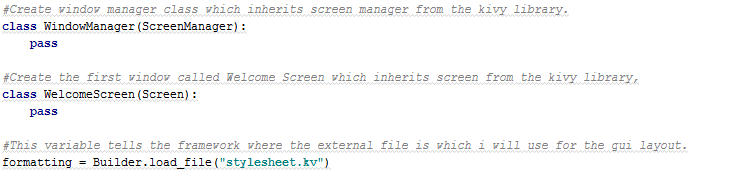 #Create window manager class which inherits screen manager from the kivy library.
class WindowManager(ScreenManager):
    pass
#Create the first window called Welcome Screen which inherits screen from the kivy library,
class WelcomeScreen(Screen):
    pass
#This variable tells the framework where the external file is which i will use for the gui layout.
formatting = Builder.load_file("stylesheet.kv")